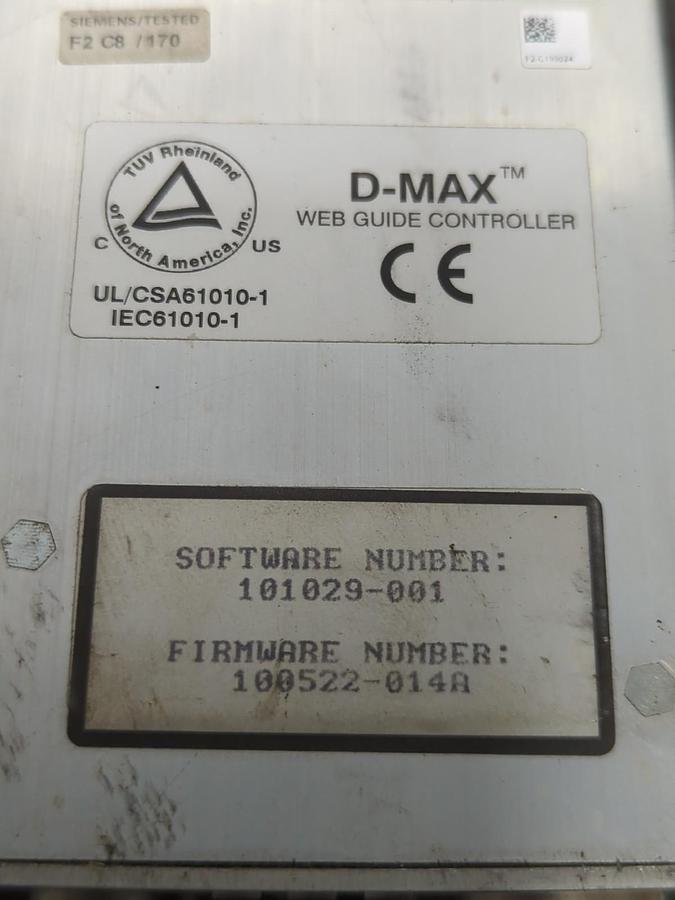 SIEMENS/TESTED
F2 C8 /170
TUV Rheinland
of North America, Inc.
C US
UL/CSA61010-1
IEC61010-1
D-MAX™
WEB GUIDE CONTROLLER
CE
SOFTWARE NUMBER:
101029-001
FIRMWARE NUMBER:
100522-014A